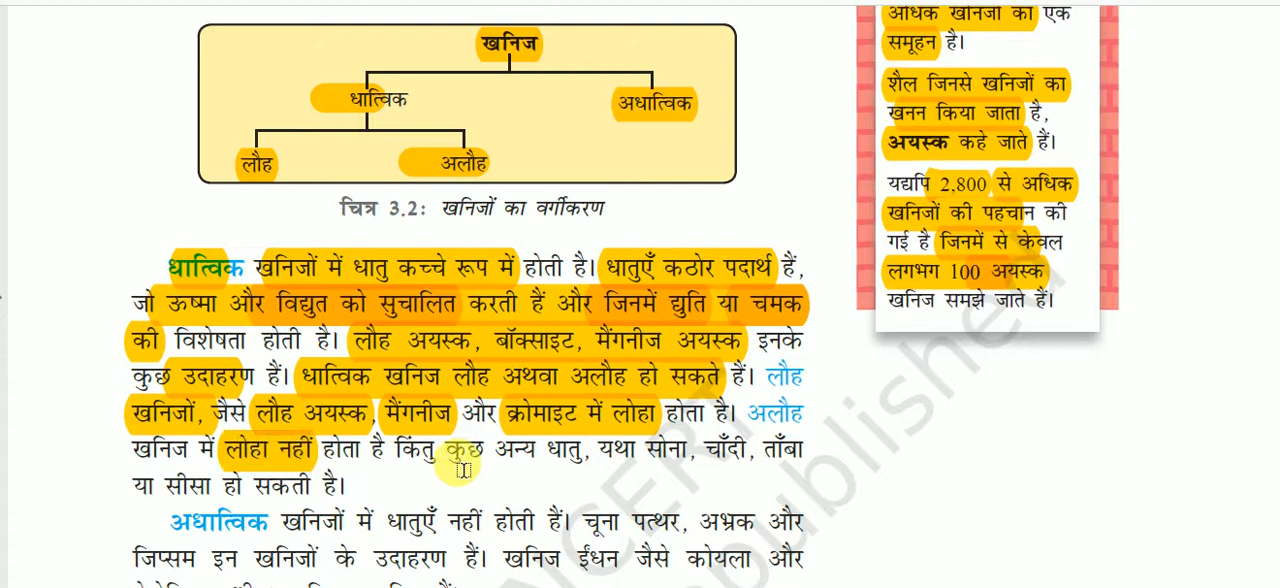 खनिज
धात्विक
अधात्विक
लौह
अलौह
चित्र 3.2: खनिजों का वर्गीकरण
धात्विक खनिजों में धातु कच्चे रूप में होती है। धातुएँ कठोर पदार्थ हैं,
जो ऊष्मा और विद्युत को सुचालित करती हैं और जिनमें द्युति या चमक
की विशेषता होती है। लौह अयस्क, बॉक्साइट, मैंगनीज अयस्क इनके
कुछ उदाहरण हैं। धात्विक खनिज लौह अथवा अलौह हो सकते हैं। लौह
खनिजों, जैसे लौह अयस्क, मैंगनीज और क्रोमाइट में लोहा होता है। अलौह
खनिज में लोहा नहीं होता है किंतु कुछ अन्य धातु, यथा सोना, चाँदी, ताँबा
या सीसा हो सकती है।
अधात्विक खनिजों में धातुएँ नहीं होती हैं। चूना पत्थर, अभ्रक और
जिप्सम इन खनिजों के उदाहरण हैं। खनिज ईंधन जैसे कोयला और
अधिक खनिजों का एक
समूहन है।
शैल जिनसे खनिजों का
खनन किया जाता है,
अयस्क कहे जाते हैं।
यद्यपि 2,800 से अधिक
खनिजों की पहचान की
गई है जिनमें से केवल
लगभग 100 अयस्क
खनिज समझे जाते हैं।
NCERT
republished